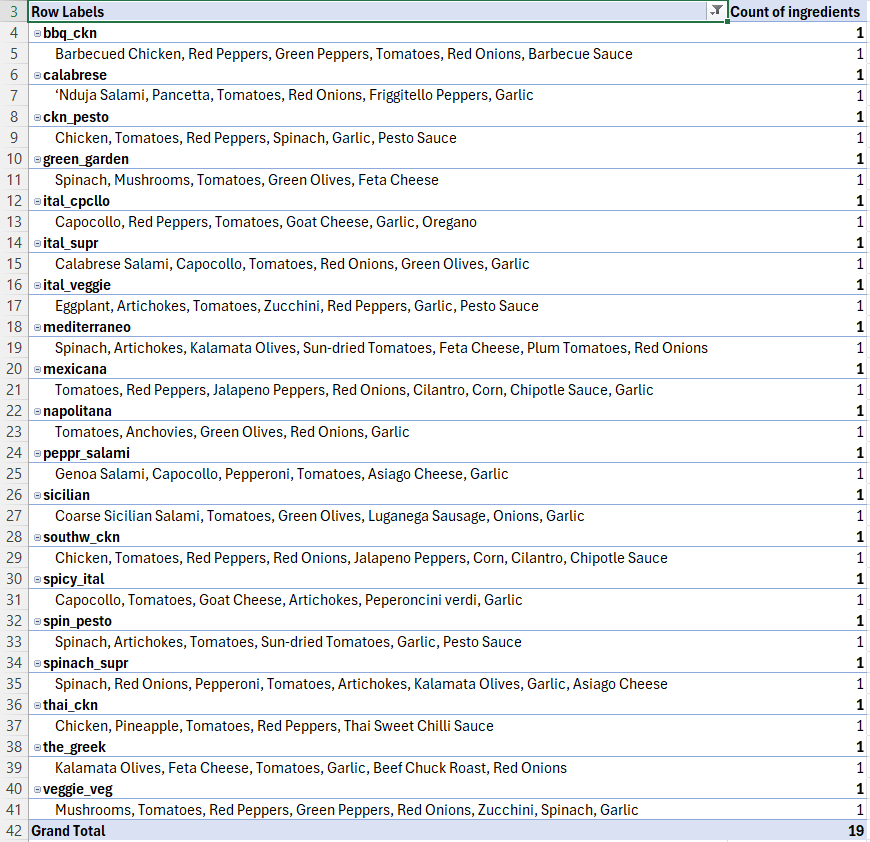 3 Row Labels Count of ingredients
4 bbq_ckn 1
5 Barbecued Chicken, Red Peppers, Green Peppers, Tomatoes, Red Onions, Barbecue Sauce 1
6 calabrese 1
7 ‘Nduja Salami, Pancetta, Tomatoes, Red Onions, Friggitello Peppers, Garlic 1
8 ckn_pesto 1
9 Chicken, Tomatoes, Red Peppers, Spinach, Garlic, Pesto Sauce 1
10 green_garden 1
11 Spinach, Mushrooms, Tomatoes, Green Olives, Feta Cheese 1
12 ital_cpcllo 1
13 Capocollo, Red Peppers, Tomatoes, Goat Cheese, Garlic, Oregano 1
14 ital_supr 1
15 Calabrese Salami, Capocollo, Tomatoes, Red Onions, Green Olives, Garlic 1
16 ital_veggie 1
17 Eggplant, Artichokes, Tomatoes, Zucchini, Red Peppers, Garlic, Pesto Sauce 1
18 mediterraneo 1
19 Spinach, Artichokes, Kalamata Olives, Sun-dried Tomatoes, Feta Cheese, Plum Tomatoes, Red Onions 1
20 mexicana 1
21 Tomatoes, Red Peppers, Jalapeno Peppers, Red Onions, Cilantro, Corn, Chipotle Sauce, Garlic 1
22 napolitana 1
23 Tomatoes, Anchovies, Green Olives, Red Onions, Garlic 1
24 peppr_salami 1
25 Genoa Salami, Capocollo, Pepperoni, Tomatoes, Asiago Cheese, Garlic 1
26 sicilian 1
27 Coarse Sicilian Salami, Tomatoes, Green Olives, Luganega Sausage, Onions, Garlic 1
28 southw_ckn 1
29 Chicken, Tomatoes, Red Peppers, Red Onions, Jalapeno Peppers, Corn, Cilantro, Chipotle Sauce 1
30 spicy_ital 1
31 Capocollo, Tomatoes, Goat Cheese, Artichokes, Peperoncini verdi, Garlic 1
32 spin_pesto 1
33 Spinach, Artichokes, Tomatoes, Sun-dried Tomatoes, Garlic, Pesto Sauce 1
34 spinach_supr 1
35 Spinach, Red Onions, Pepperoni, Tomatoes, Artichokes, Kalamata Olives, Garlic, Asiago Cheese 1
36 thai_ckn 1
37 Chicken, Pineapple, Tomatoes, Red Peppers, Thai Sweet Chilli Sauce 1
38 the_greek 1
39 Kalamata Olives, Feta Cheese, Tomatoes, Garlic, Beef Chuck Roast, Red Onions 1
40 veggie_veg 1
41 Mushrooms, Tomatoes, Red Peppers, Green Peppers, Red Onions, Zucchini, Spinach, Garlic 1
42 Grand Total 19